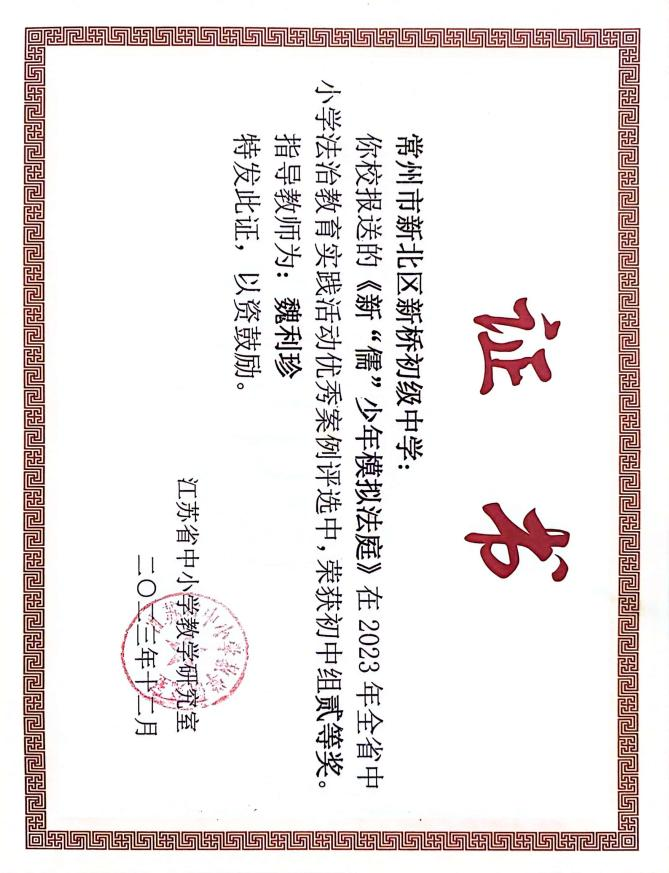 证书
常州市新北区新桥初级中学：
你校报送的《新“儒”少年模拟法庭》在 2023 年全省中
小学法治教育实践活动优秀案例评选中，荣获初中组贰等奖。
指导教师为：魏利珍
特发此证，以资鼓励。
江苏省中小学教学研究室
二〇二三年十二月